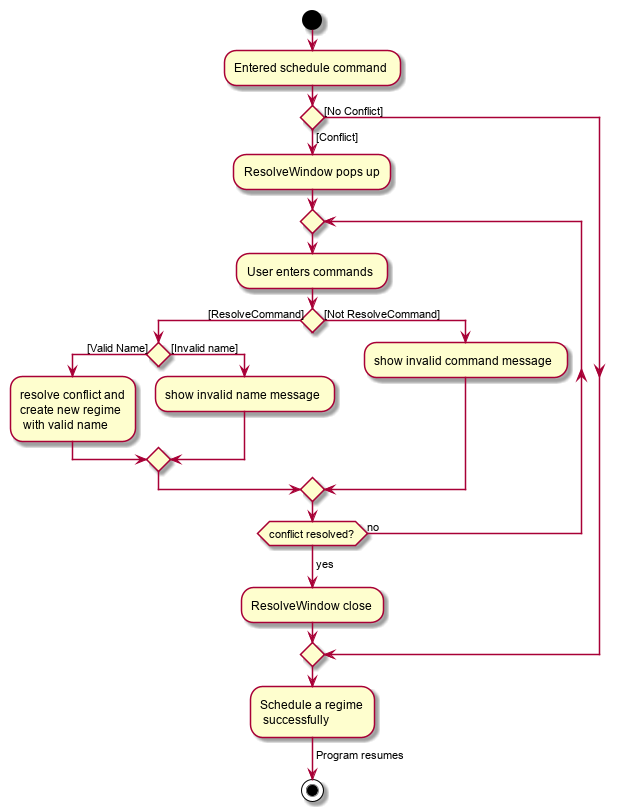 Entered schedule command
[No Conflict]
[Conflict]
ResolveWindow pops up
User enters commands
[ResolveCommand]
[Not ResolveCommand]
[Valid Name]
[Invalid name]
show invalid command message
resolve conflict and
create new regime
with valid name
show invalid name message
conflict resolved?
no
yes
ResolveWindow close
Schedule a regime
successfully
Program resumes